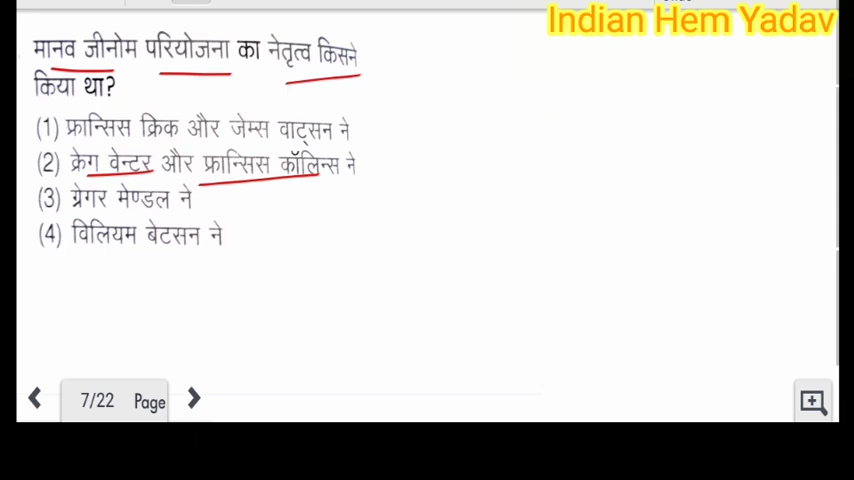 Indian Hem Yadav
मानव जीनोम परियोजना का नेतृत्व किसने
किया था?
(1) फ्रान्सिस क्रिक और जेम्स वाट्सन ने
(2) क्रेग वेन्टर और फ्रान्सिस कॉलिन्स ने
(3) ग्रेगर मेण्डल ने
(4) विलियम बेटसन ने
7/22 Page